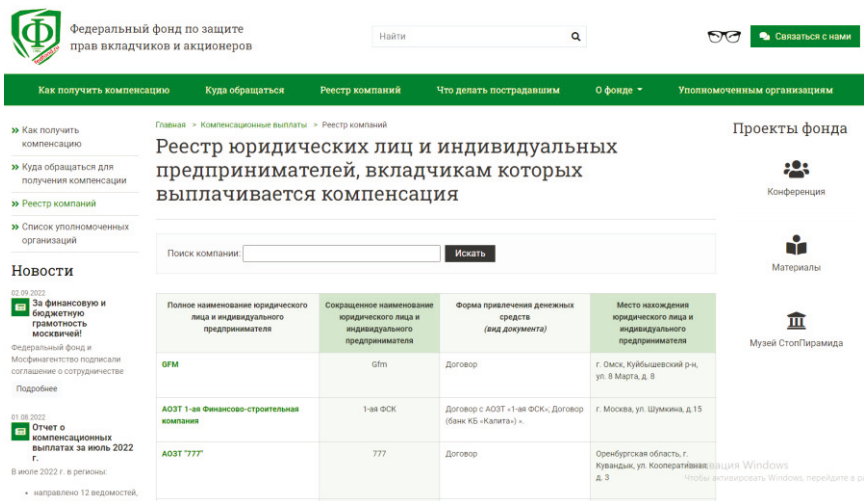 Федеральный фонд по защите
прав вкладчиков и акционеров
Найти
Связаться с нами
Как получить компенсацию
Куда обращаться
Реестр компаний
Что делать пострадавшим
О фонде
Уполномоченным организациям
Как получить
компенсацию
Куда обращаться для
получения компенсации
Реестр компаний
Список уполномоченных
организаций
Новости
02.09.2022
За финансовую и
бюджетную
грамотность
москвичей!
Федеральный фонд и
Мосфинагентство подписали
соглашение о сотрудничестве
Подробнее
01.08.2022
Отчет о
компенсационных
выплатах за июль 2022
г.
В июле 2022 г. в регионы:
направлено 12 ведомостей,
Главная > Компенсационные выплаты > Реестр компаний
Реестр юридических лиц и индивидуальных
предпринимателей, вкладчикам которых
выплачивается компенсация
Поиск компании:
Искать
Полное наименование юридического
лица и индивидуального
предпринимателя
Сокращенное наименование
юридического лица и
индивидуального
предпринимателя
Форма привлечения денежных
средств
(вид документа)
Место нахождения
юридического лица и
индивидуального
предпринимателя
GFM
Gfm
Договор
г. Омск, Куйбышевский р-н,
ул. 8 Марта, д. 8
АОЗТ 1-ая Финансово-строительная
компания
1-ая ФСК
Договор с АОЗТ «1-ая ФСК»; Договор
(банк КБ «Капита») ».
г. Москва, ул. Шумкина, д.15
АОЗТ "777"
777
Договор
Оренбургская область, г.
Кувандык, ул. Кооперативная,
д. 3
Проекты фонда
Конференция
Материалы
Музей СтопПирамида
Windows
Чтобы активировать Windows, перейдите в